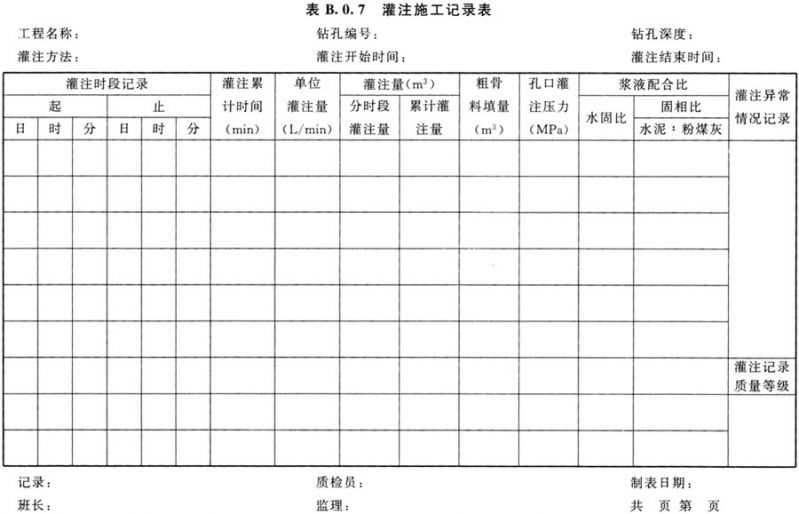 表 B.0.7 灌注施工记录表
工程名称： 钻孔编号： 钻孔深度：
灌注方法： 灌注开始时间： 灌注结束时间：
灌注时段记录
起 止
日 时 分 日 时 分
灌注累
计时间
(min)
单位
灌注量
(L/min)
灌注量(m³)
分时段
灌注量
累计灌
注量
粗骨
料填量
(m³)
孔口灌
注压力
(MPa)
浆液配合比
水固比
固相比
水泥：粉煤灰
灌注异常
情况记录
灌注记录
质量等级
记录： 质检员： 制表日期：
班长： 监理： 共 页 第 页